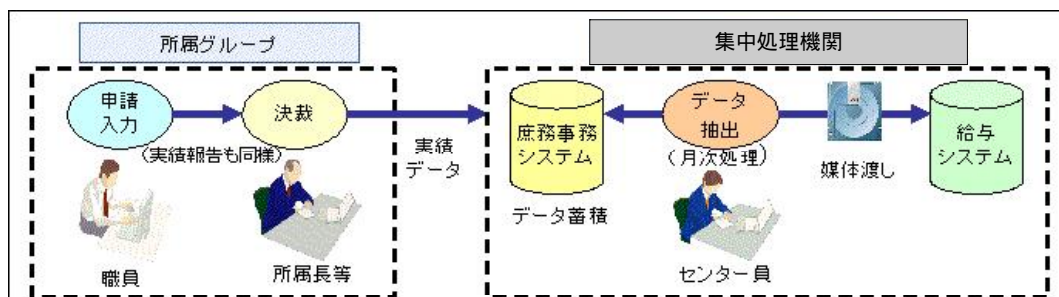 所属グループ
集中処理機関
申請
入力
決裁
(実績報告も同様)
職員
所属長等
実績
データ
庶務事務
システム
データ蓄積
データ
抽出
(月次処理)
センター員
媒体渡し
給与
システム